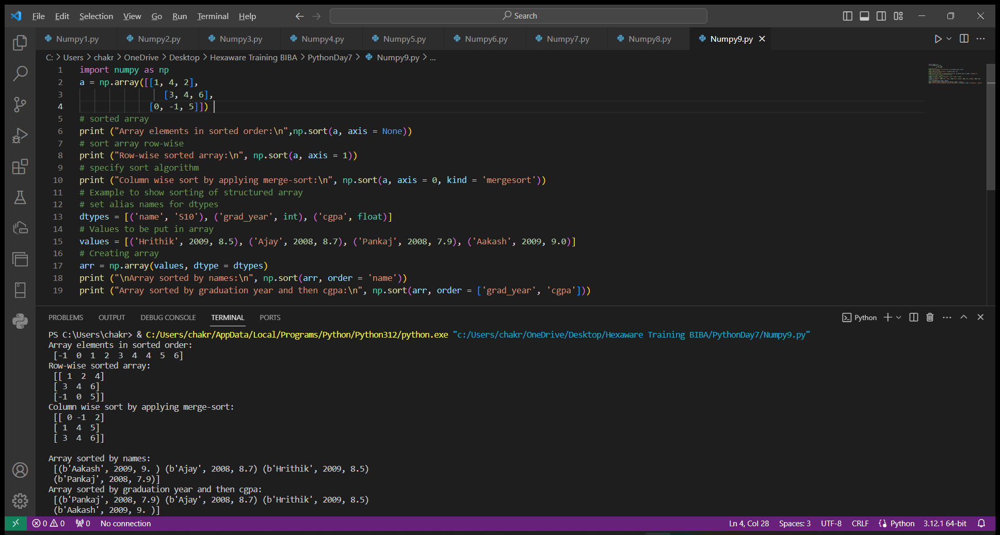 File Edit Selection View Go Run Terminal Help Search
Numpy1.py Numpy2.py Numpy3.py Numpy4.py Numpy5.py Numpy6.py Numpy7.py Numpy8.py Numpy9.py
C: > Users > chakr > OneDrive > Desktop > Hexaware Training BIBA > PythonDay7 > Numpy9.py > ...
1 import numpy as np
2 a = np.array([[1, 4, 2],
3 [3, 4, 6],
4 [0, -1, 5]])
5 # sorted array
6 print ("Array elements in sorted order:\n",np.sort(a, axis = None))
7 # sort array row-wise
8 print ("Row-wise sorted array:\n", np.sort(a, axis = 1))
9 # specify sort algorithm
10 print ("Column wise sort by applying merge-sort:\n", np.sort(a, axis = 0, kind = 'mergesort'))
11 # Example to show sorting of structured array
12 # set alias names for dtypes
13 dtypes = [('name', 'S10'), ('grad_year', int), ('cgpa', float)]
14 # Values to be put in array
15 values = [('Hrithik', 2009, 8.5), ('Ajay', 2008, 8.7), ('Pankaj', 2008, 7.9), ('Aakash', 2009, 9.0)]
16 # Creating array
17 arr = np.array(values, dtype = dtypes)
18 print ("\nArray sorted by names:\n", np.sort(arr, order = 'name'))
19 print ("Array sorted by graduation year and then cgpa:\n", np.sort(arr, order = ['grad_year', 'cgpa']))
PROBLEMS OUTPUT DEBUG CONSOLE TERMINAL PORTS Python
PS C:\Users\chakr> & C:/Users/chakr/AppData/Local/Programs/Python/Python312/python.exe "c:/Users/chakr/OneDrive/Desktop/Hexaware Training BIBA/PythonDay7/Numpy9.py"
Array elements in sorted order:
[-1 0 1 2 3 4 4 5 6]
Row-wise sorted array:
[[ 1 2 4]
[ 3 4 6]
[-1 0 5]]
Column wise sort by applying merge-sort:
[[ 0 -1 2]
[ 1 4 5]
[ 3 4 6]]
Array sorted by names:
[(b'Aakash', 2009, 9. ) (b'Ajay', 2008, 8.7) (b'Hrithik', 2009, 8.5)
(b'Pankaj', 2008, 7.9)]
Array sorted by graduation year and then cgpa:
[(b'Pankaj', 2008, 7.9) (b'Ajay', 2008, 8.7) (b'Hrithik', 2009, 8.5)
(b'Aakash', 2009, 9. )]
0 0 0 No connection Ln 4, Col 28 Spaces: 3 UTF-8 CRLF Python 3.12.1 64-bit